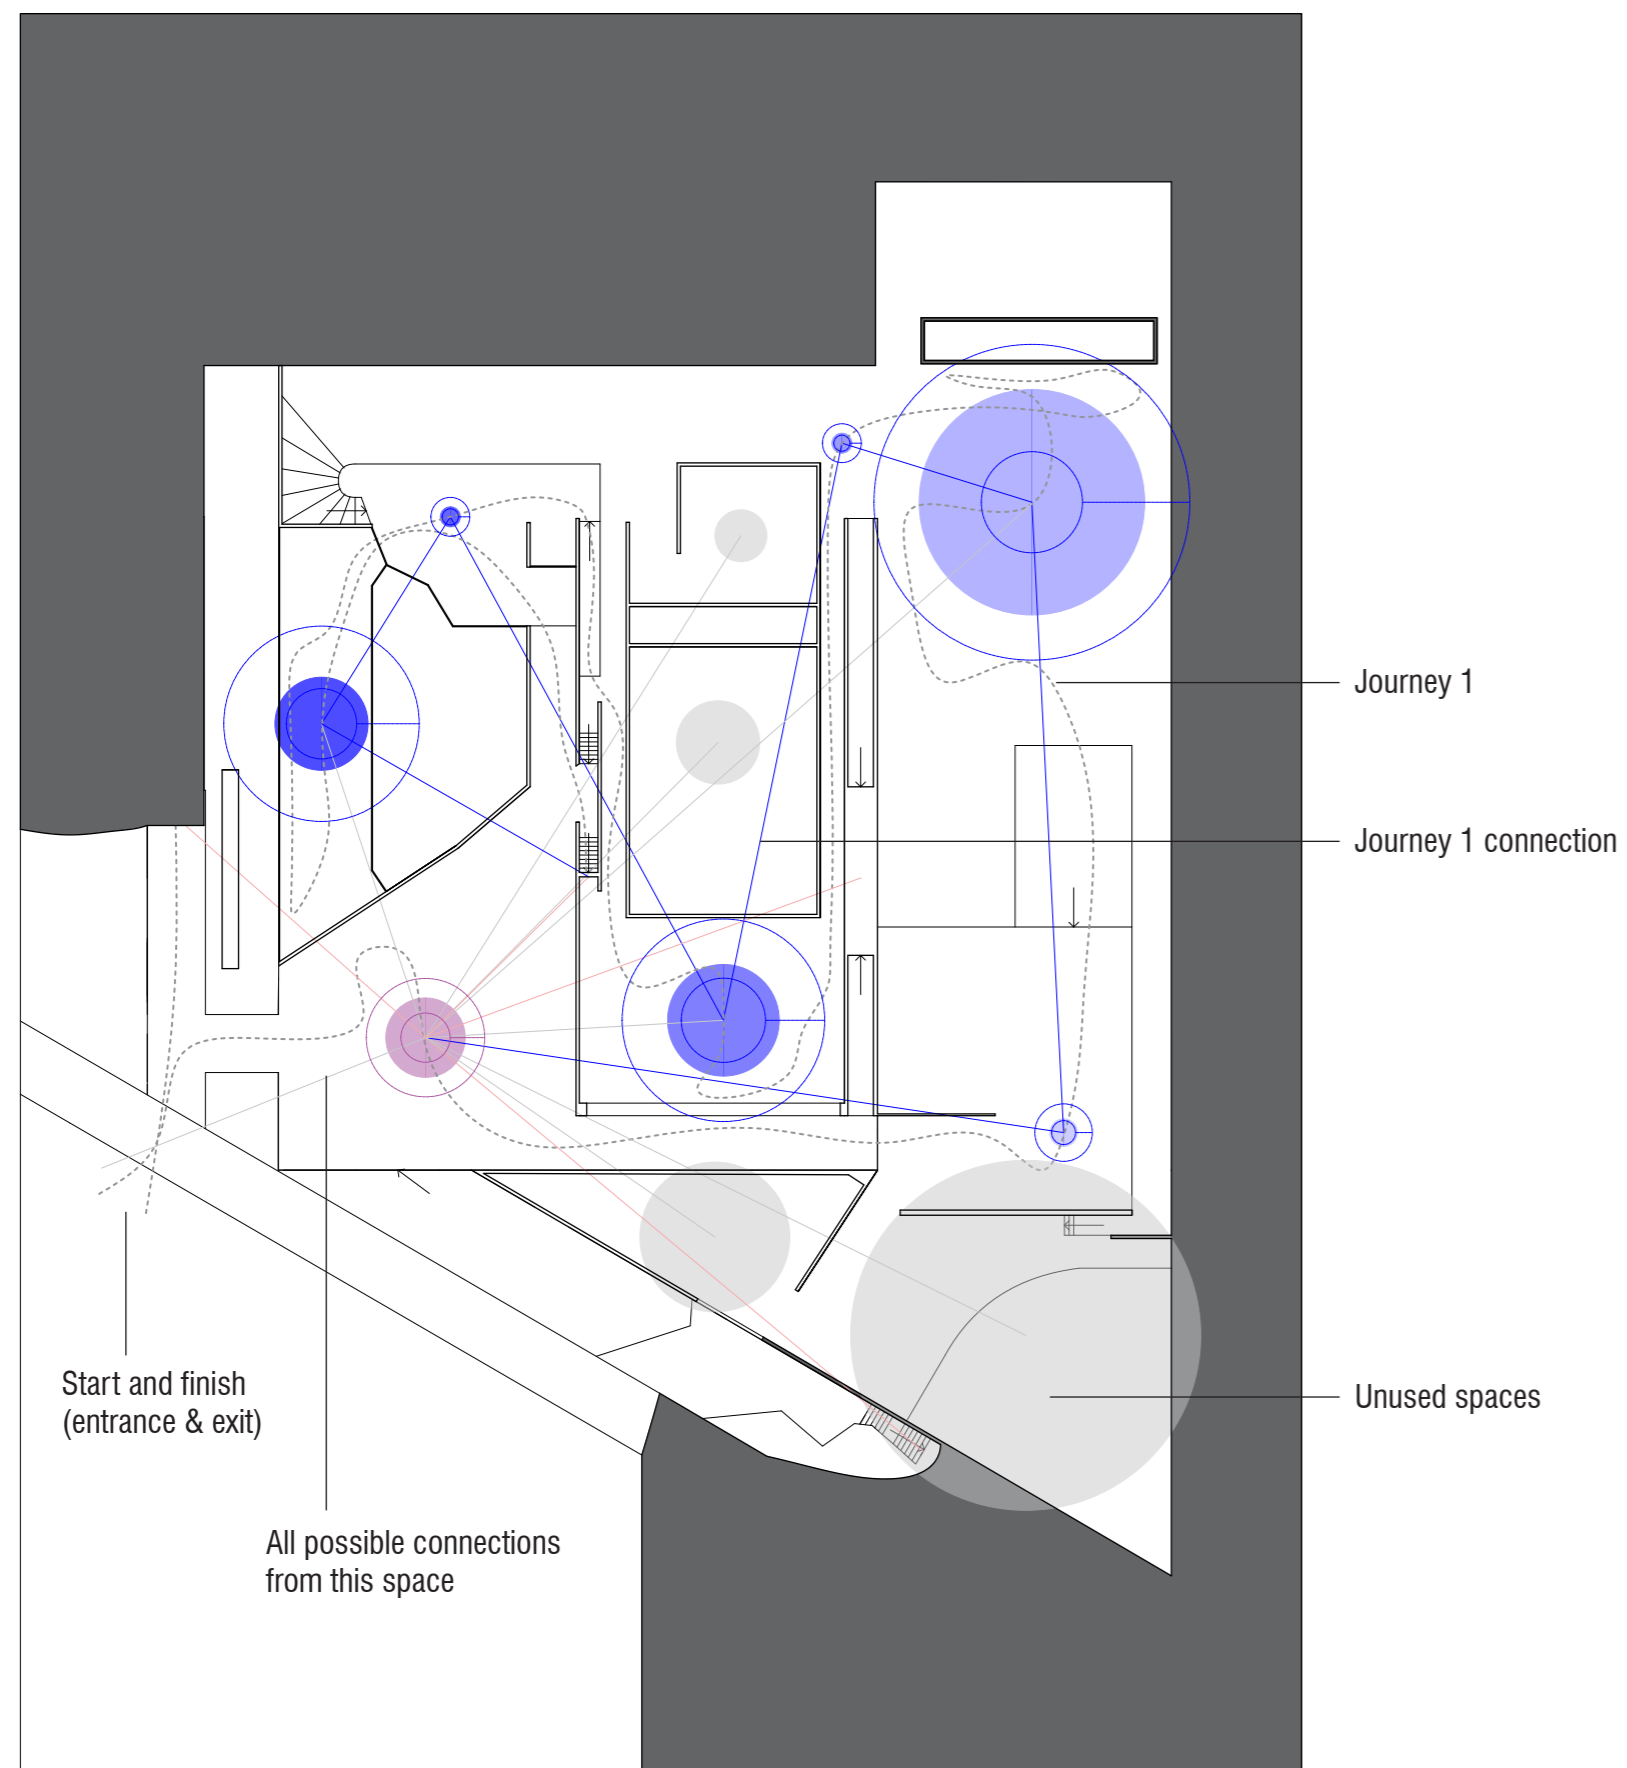 Journey 1
Journey 1 connection
Start and finish
(entrance & exit)
Unused spaces
All possible connections
from this space